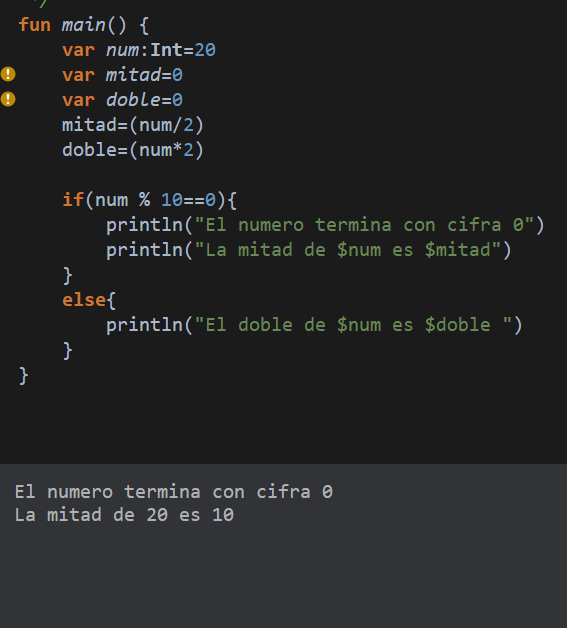 */
fun main() {
    var num:Int=20
    var mitad=0
    var doble=0
    mitad=(num/2)
    doble=(num*2)

    if(num % 10==0){
        println("El numero termina con cifra 0")
        println("La mitad de $num es $mitad")
    }
    else{
        println("El doble de $num es $doble ")
    }
}
El numero termina con cifra 0
La mitad de 20 es 10